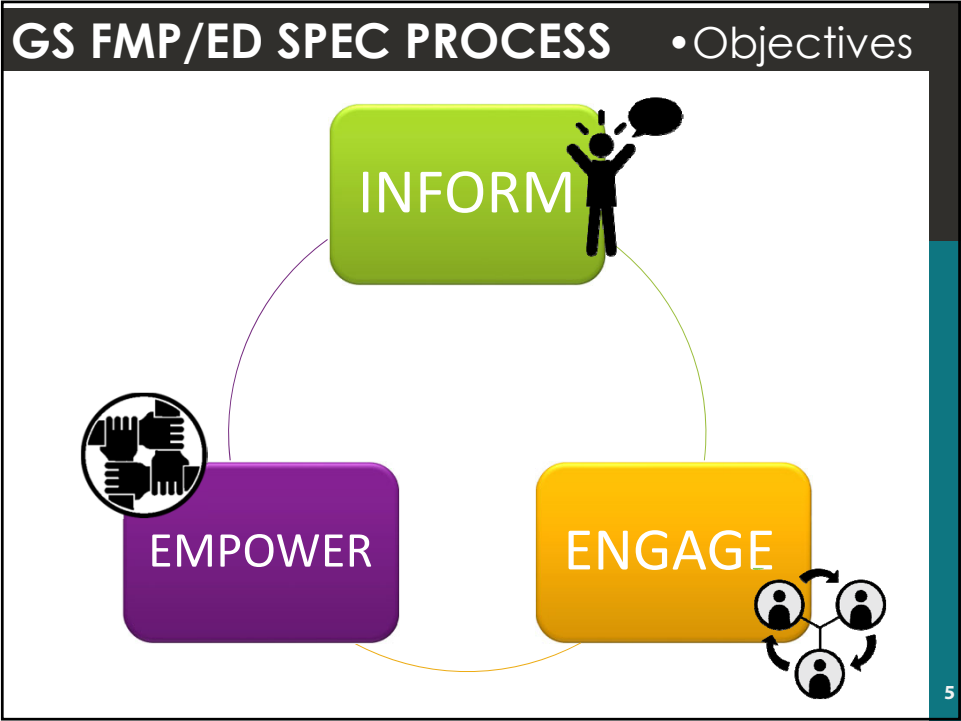 GS FMP/ED SPEC PROCESS •Objectives
INFORM
EMPOWER
ENGAGE
5